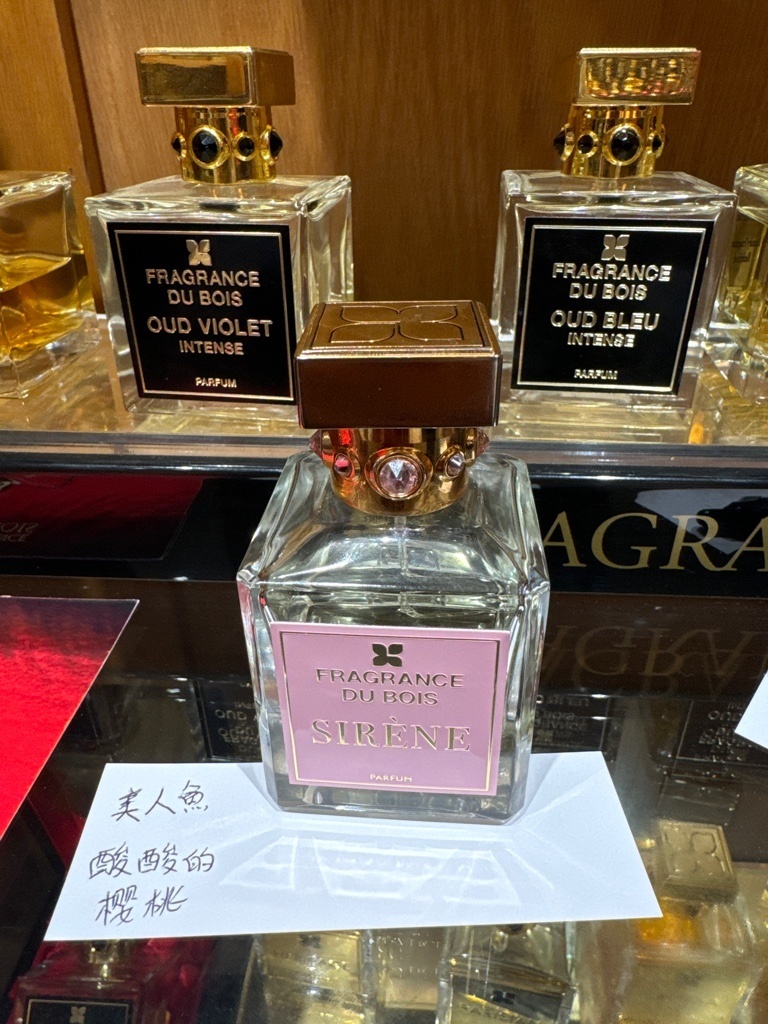 FRAGRANCE
DU BOIS
OUD VIOLET
INTENSE
PARFUM
FRAGRANCE
DU BOIS
OUD BLEU
INTENSE
PARFUM
FRAGRANCE
DU BOIS
SIRÈNE
PARFUM
美人魚
酸酸的
樱桃